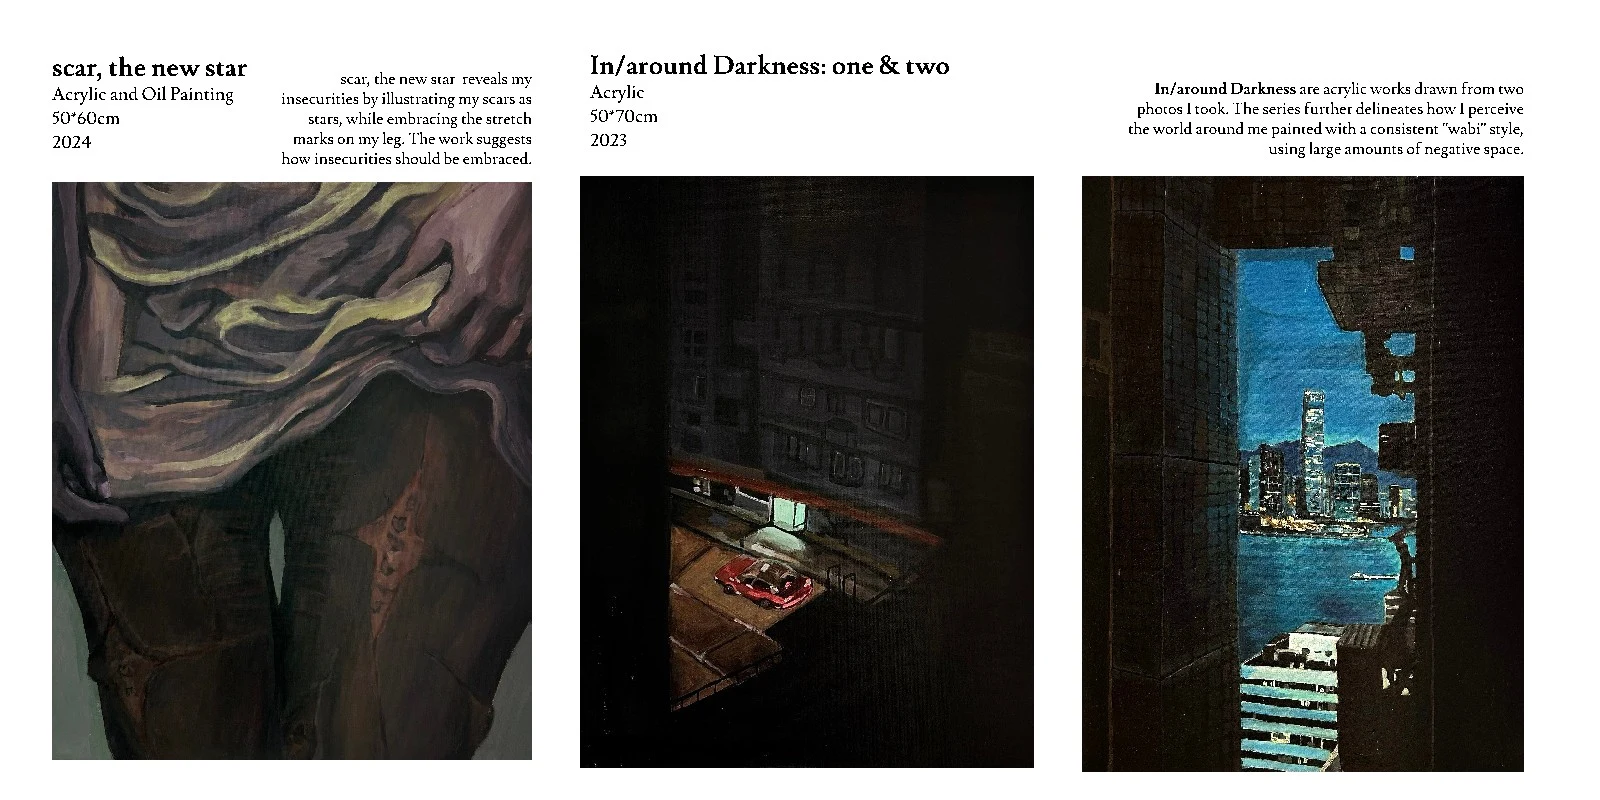 scar, the new star
Acrylic and Oil Painting
50*60cm
2024
scar, the new star reveals my
insecurities by illustrating my scars as
stars, while embracing the stretch
marks on my leg. The work suggests
how insecurities should be embraced.
In/around Darkness: one & two
Acrylic
50*70cm
2023
In/around Darkness are acrylic works drawn from two
photos I took. The series further delineates how I perceive
the world around me painted with a consistent "wabi" style,
using large amounts of negative space.